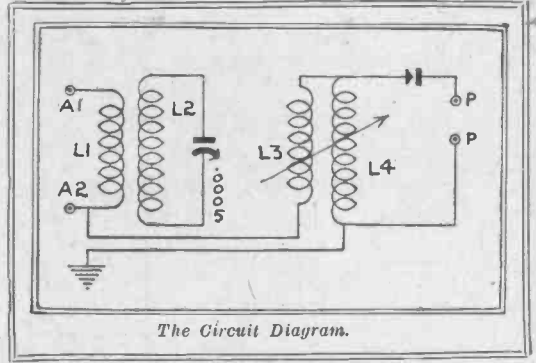 A1
L1
A2
L2
.0005
L3
L4
P
P
The Circuit Diagram.